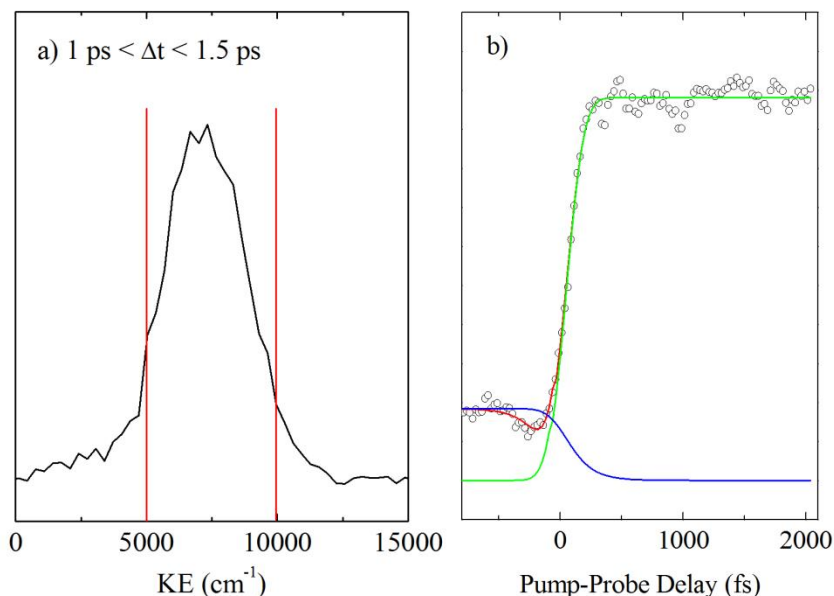 a) 1 ps < Δt < 1.5 ps
b)
0 5000 10000 15000
0 1000 2000
KE (cm⁻¹)
Pump-Probe Delay (fs)